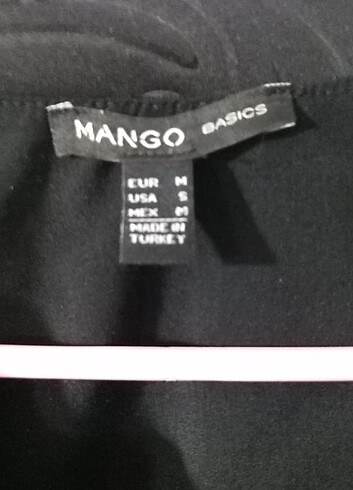 MANGO BASICS
EUR M
USA S
MEX M
MADE IN
TURKEY